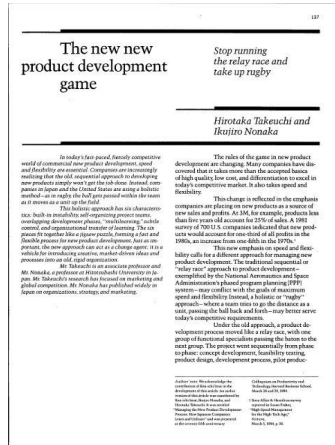 137
The new new
product development
game
Stop running
the relay race and
take up rugby
Hirotaka Takeuchi and
Ikujiro Nonaka
In today's fast-paced, fiercely competitive
world of commercial new product development, speed
and flexibility are essential. Companies are increasingly
realizing that the old, sequential approach to developing
new products simply won't get the job done. Instead, com-
panies in Japan and the United States are using a holistic
method—as in rugby, the ball gets passed within the team
as it moves as a unit up the field.
This holistic approach has six characteris-
tics: built-in instability, self-organizing project teams,
overlapping development phases, "multilearning," subtle
control, and organizational transfer of learning. The six
pieces fit together like a jigsaw puzzle, forming a fast and
flexible process for new product development. Just as im-
portant, the new approach can act as a change agent: it is a
vehicle for introducing creative, market-driven ideas and
processes into an old, rigid organization.
Mr. Takeuchi is an associate professor and
Mr. Nonaka, a professor at Hitotsubashi University in Ja-
pan. Mr. Takeuchi's research has focused on marketing and
global competition. Mr. Nonaka has published widely in
Japan on organizations, strategy, and marketing.
The rules of the game in new product
development are changing. Many companies have dis-
covered that it takes more than the accepted basics
of high quality, low cost, and differentiation to excel in
today's competitive market. It also takes speed and
flexibility.
This change is reflected in the emphasis
companies are placing on new products as a source of
new sales and profits. At 3M, for example, products less
than five years old account for 25% of sales. A 1981
survey of 700 U.S. companies indicated that new prod-
ucts would account for one-third of all profits in the
1980s, an increase from one-fifth in the 1970s.¹
This new emphasis on speed and flexi-
bility calls for a different approach for managing new
product development. The traditional sequential or
"relay race" approach to product development—
exemplified by the National Aeronautics and Space
Administration's phased program planning (PPP)
system—may conflict with the goals of maximum
speed and flexibility. Instead, a holistic or "rugby"
approach—where a team tries to go the distance as a
unit, passing the ball back and forth—may better serve
today's competitive requirements.
Under the old approach, a product de-
velopment process moved like a relay race, with one
group of functional specialists passing the baton to the
next group. The project went sequentially from phase
to phase: concept development, feasibility testing,
product design, development process, pilot produc-